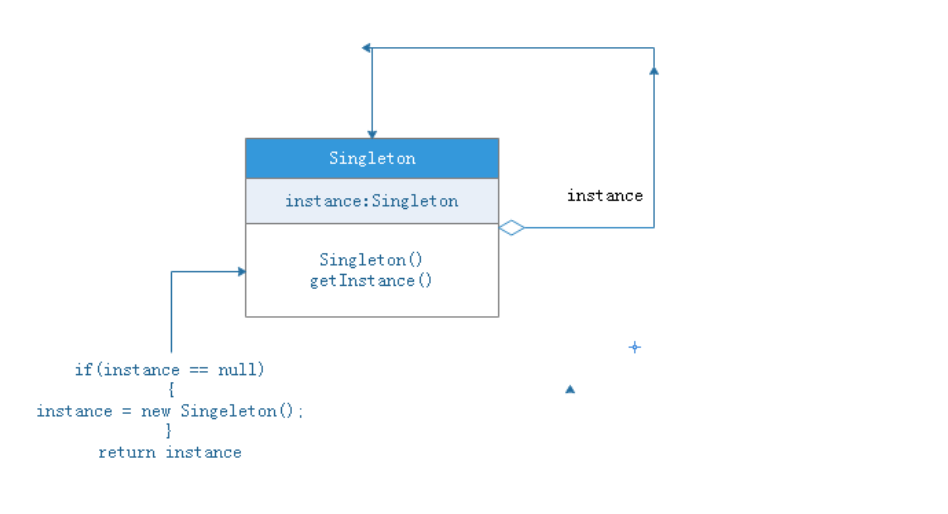 Singleton
instance:Singleton
instance
Singleton()
getInstance()
if(instance == null)
{
instance = new Singeleton();
}
return instance